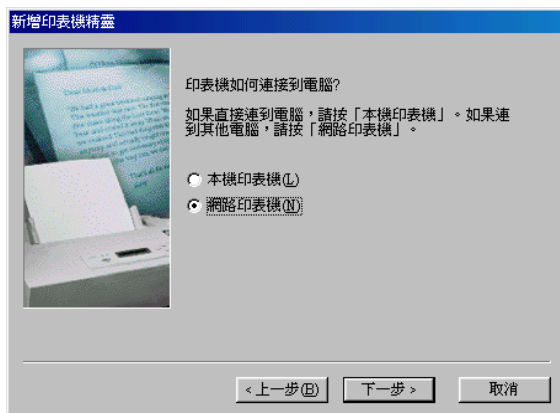 新增印表機精靈
印表機如何連接到電腦?
如果直接連到電腦，請按「本機印表機」。如果連
到其他電腦，請按「網路印表機」。
本機印表機(L)
網路印表機(N)
<上一步(B)
下一步 >
取消